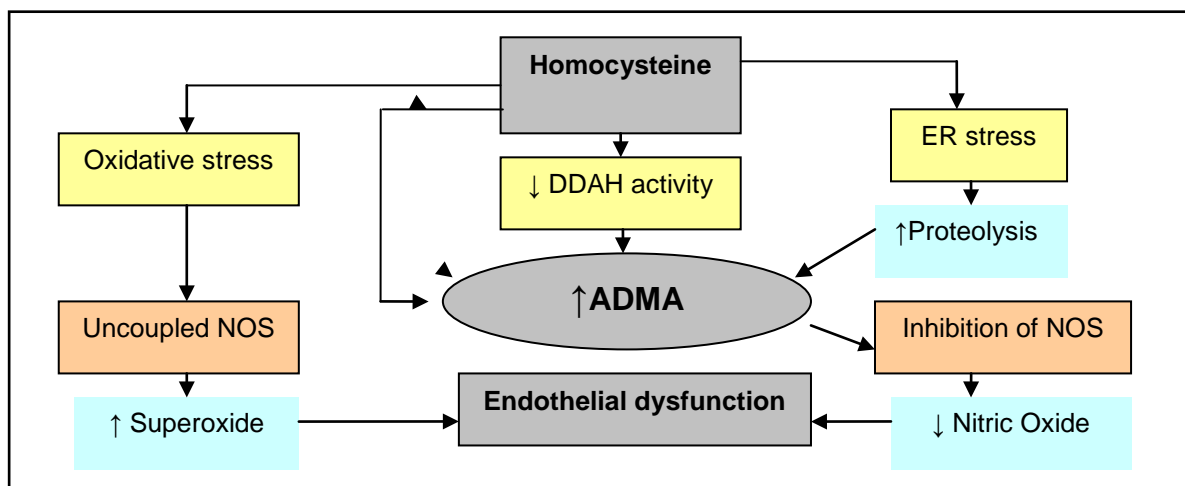 Homocysteine
Oxidative stress
ER stress
↓ DDAH activity
↑Proteolysis
↑ADMA
Uncoupled NOS
Inhibition of NOS
Endothelial dysfunction
↑ Superoxide
↓ Nitric Oxide